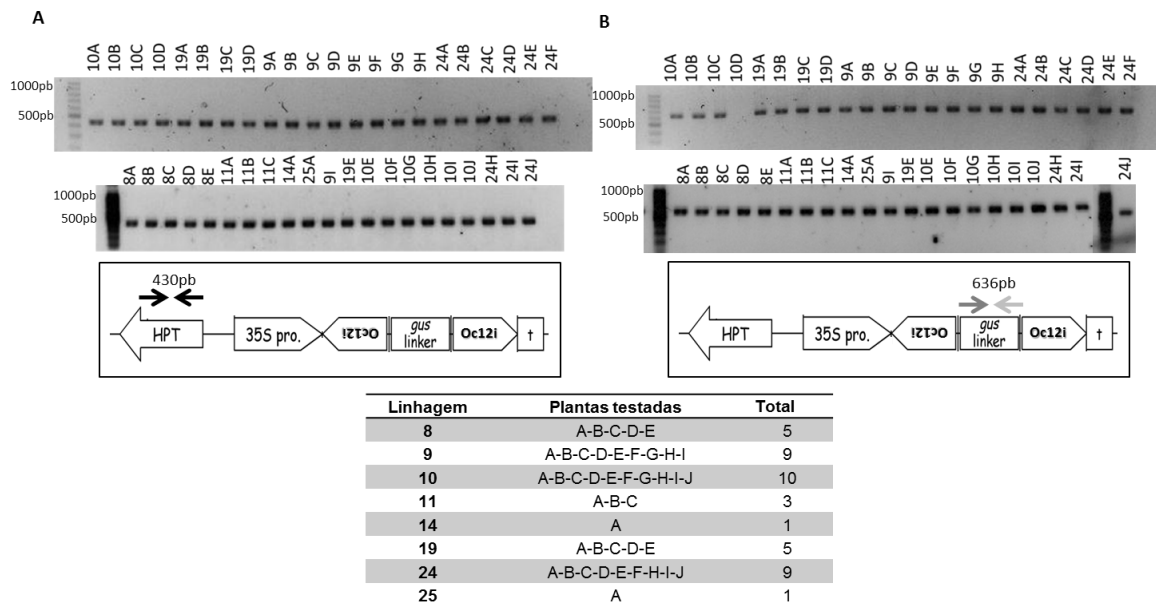 A
10A 10B 10C 10D 19A 19B 19C 19D 9A 9B 9C 9D 9E 9F 9G 9H 24A 24B 24C 24D 24E 24F
1000pb
500pb
8A 8B 8C 8D 8E 11A 11B 11C 14A 25A 9I 19E 10E 10F 10G 10H 10I 10J 24H 24I 24J
1000pb
500pb
430pb
HPT 35S pro. Oc12i gus linker Oc12i t
B
10A 10B 10C 10D 19A 19B 19C 19D 9A 9B 9C 9D 9E 9F 9G 9H 24A 24B 24C 24D 24E 24F
1000pb
500pb
8A 8B 8C 8D 8E 11A 11B 11C 14A 25A 9I 19E 10E 10F 10G 10H 10I 10J 24H 24I 24J
1000pb
500pb
636pb
HPT 35S pro. Oc12i gus linker Oc12i t
Linhagem Plantas testadas Total
8 A-B-C-D-E 5
9 A-B-C-D-E-F-G-H-I 9
10 A-B-C-D-E-F-G-H-I-J 10
11 A-B-C 3
14 A 1
19 A-B-C-D-E 5
24 A-B-C-D-E-F-H-I-J 9
25 A 1